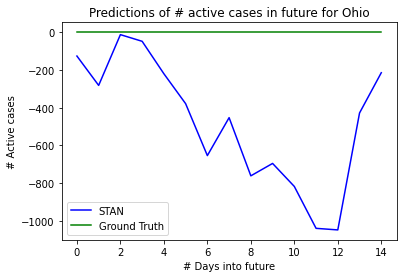 Predictions of # active cases in future for Ohio
# Active cases
0
−200
−400
−600
−800
−1000
STAN
Ground Truth
0 2 4 6 8 10 12 14
# Days into future